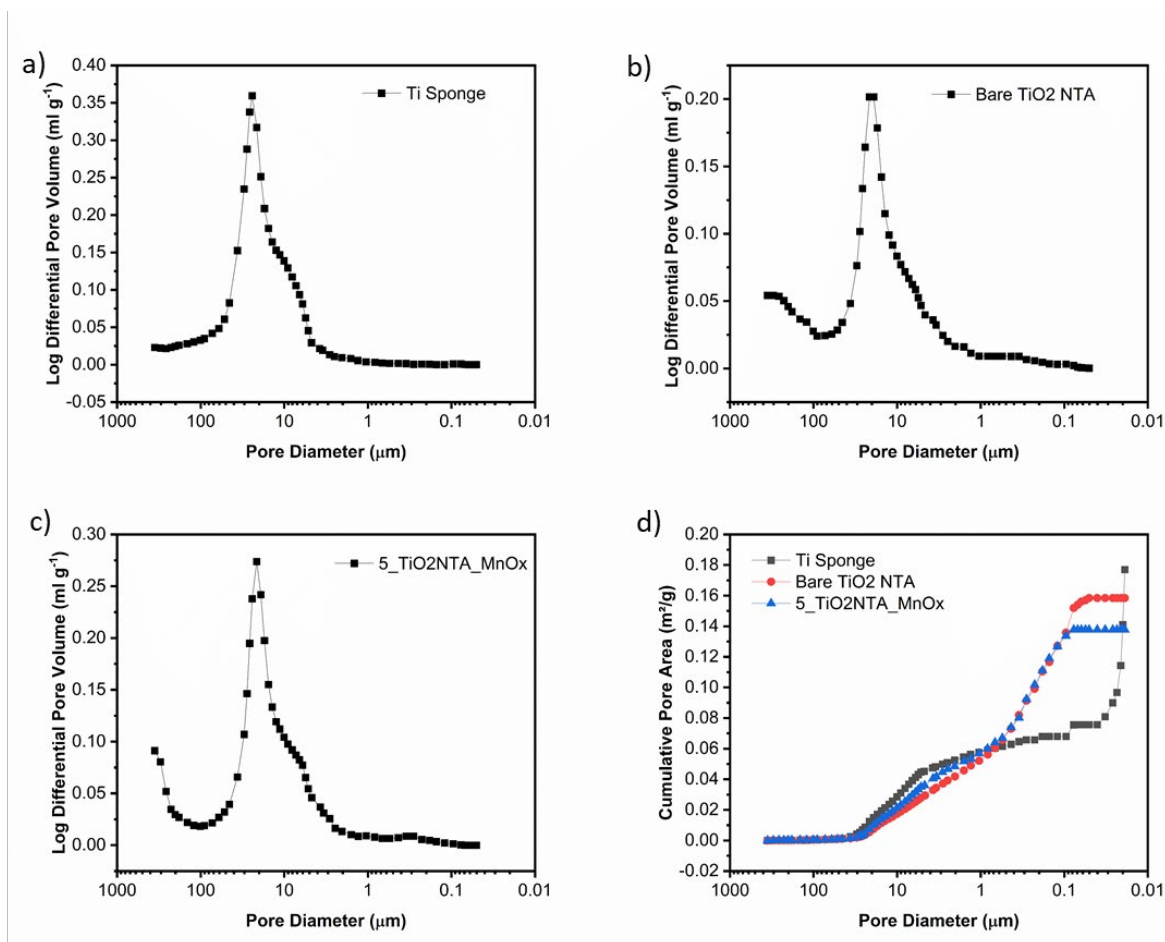 a)
Ti Sponge
Log Differential Pore Volume (ml g⁻¹)
0.40
0.35
0.30
0.25
0.20
0.15
0.10
0.05
0.00
-0.05
1000 100 10 1 0.1 0.01
Pore Diameter (μm)
b)
Bare TiO2 NTA
Log Differential Pore Volume (ml g⁻¹)
0.20
0.15
0.10
0.05
0.00
1000 100 10 1 0.1 0.01
Pore Diameter (μm)
c)
5_TiO2NTA_MnOx
Log Differential Pore Volume (ml g⁻¹)
0.30
0.25
0.20
0.15
0.10
0.05
0.00
1000 100 10 1 0.1 0.01
Pore Diameter (μm)
d)
Ti Sponge
Bare TiO2 NTA
5_TiO2NTA_MnOx
Cumulative Pore Area (m²/g)
0.20
0.18
0.16
0.14
0.12
0.10
0.08
0.06
0.04
0.02
0.00
-0.02
1000 100 10 1 0.1 0.01
Pore Diameter (μm)